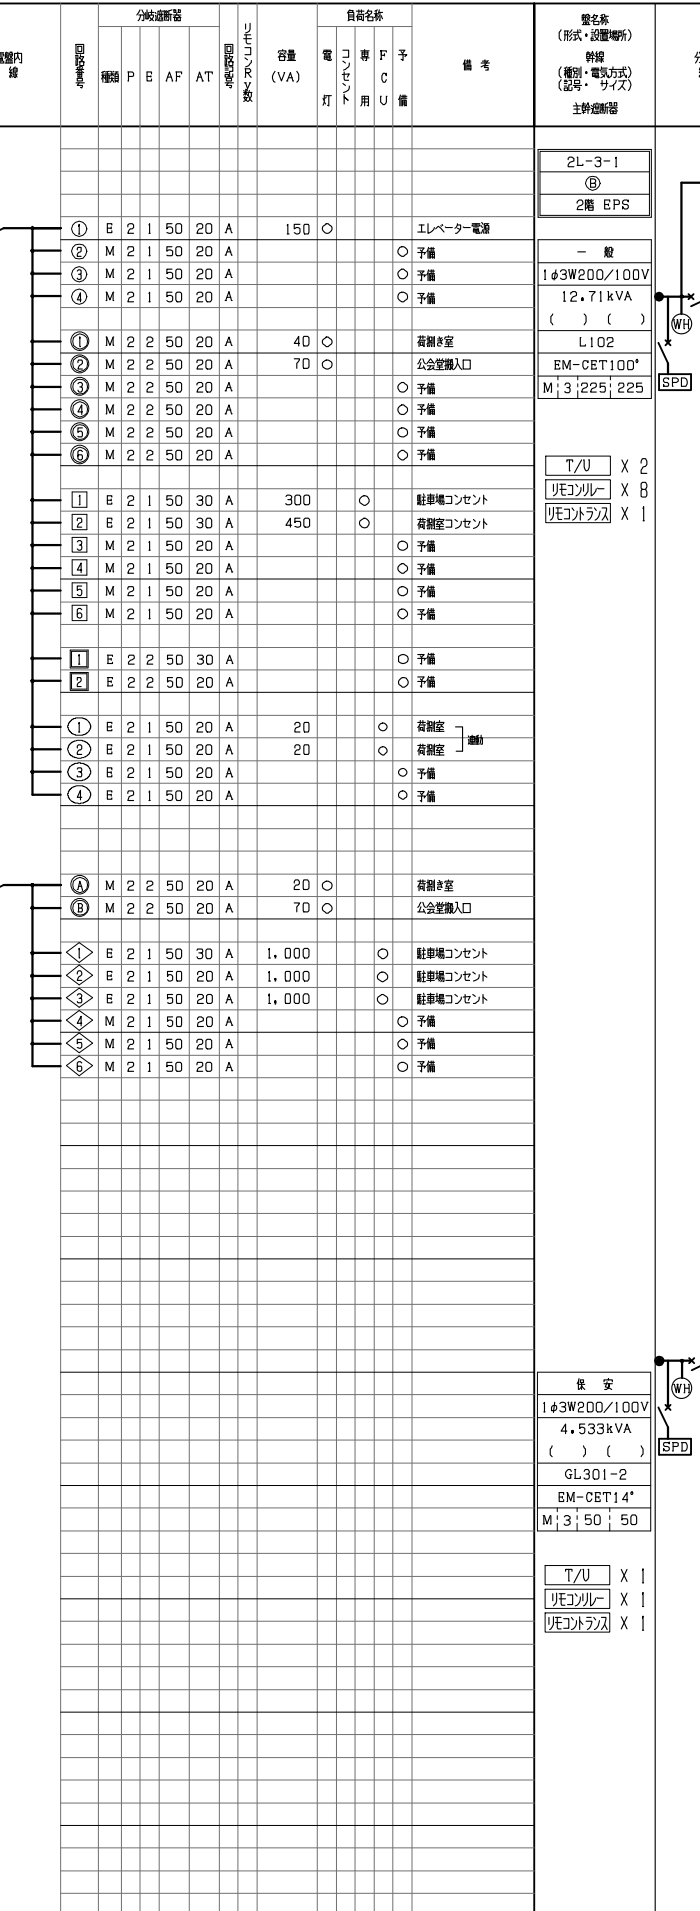 分岐遮断器 負荷名称
電盤内線
回路番号 種類 P E AF AT 回路記号 リモコンRy数 容量(VA) 電灯 コンセント 専用 FCU 予備 備考
盤名称
(形式・設置場所)
幹線
(種別・電気方式)
(記号・ サイズ)
主幹遮断器
2L-3-1
Ⓑ
2階 EPS
① E 2 1 50 20 A 150 ○ エレベーター電源
② M 2 1 50 20 A ○ 予備
③ M 2 1 50 20 A ○ 予備
④ M 2 1 50 20 A ○ 予備
① M 2 2 50 20 A 40 ○ 荷捌き室
② M 2 2 50 20 A 70 ○ 公会堂搬入口
③ M 2 2 50 20 A ○ 予備
④ M 2 2 50 20 A ○ 予備
⑤ M 2 2 50 20 A ○ 予備
⑥ M 2 2 50 20 A ○ 予備
1 E 2 1 50 30 A 300 ○ 駐車場コンセント
2 E 2 1 50 30 A 450 ○ 荷捌室コンセント
3 M 2 1 50 20 A ○ 予備
4 M 2 1 50 20 A ○ 予備
5 M 2 1 50 20 A ○ 予備
6 M 2 1 50 20 A ○ 予備
1 E 2 2 50 30 A ○ 予備
2 E 2 2 50 20 A ○ 予備
1 E 2 1 50 20 A 20 ○ 荷捌室
2 E 2 1 50 20 A 20 ○ 荷捌室
連動
3 E 2 1 50 20 A ○ 予備
4 E 2 1 50 20 A ○ 予備
Ⓐ M 2 2 50 20 A 20 ○ 荷捌き室
Ⓑ M 2 2 50 20 A 70 ○ 公会堂搬入口
1 E 2 1 50 30 A 1,000 ○ 駐車場コンセント
2 E 2 1 50 20 A 1,000 ○ 駐車場コンセント
3 E 2 1 50 20 A 1,000 ○ 駐車場コンセント
4 M 2 1 50 20 A ○ 予備
5 M 2 1 50 20 A ○ 予備
6 M 2 1 50 20 A ○ 予備
一般
1φ3W200/100V
12.71kVA
( ) ( )
L102
EM-CET100°
M 3 225 225
WH
SPD
T/U X 2
リモコンリレー X 8
リモコントランス X 1
保安
1φ3W200/100V
4.533kVA
( ) ( )
GL301-2
EM-CET14°
M 3 50 50
WH
SPD
T/U X 1
リモコンリレー X 1
リモコントランス X 1